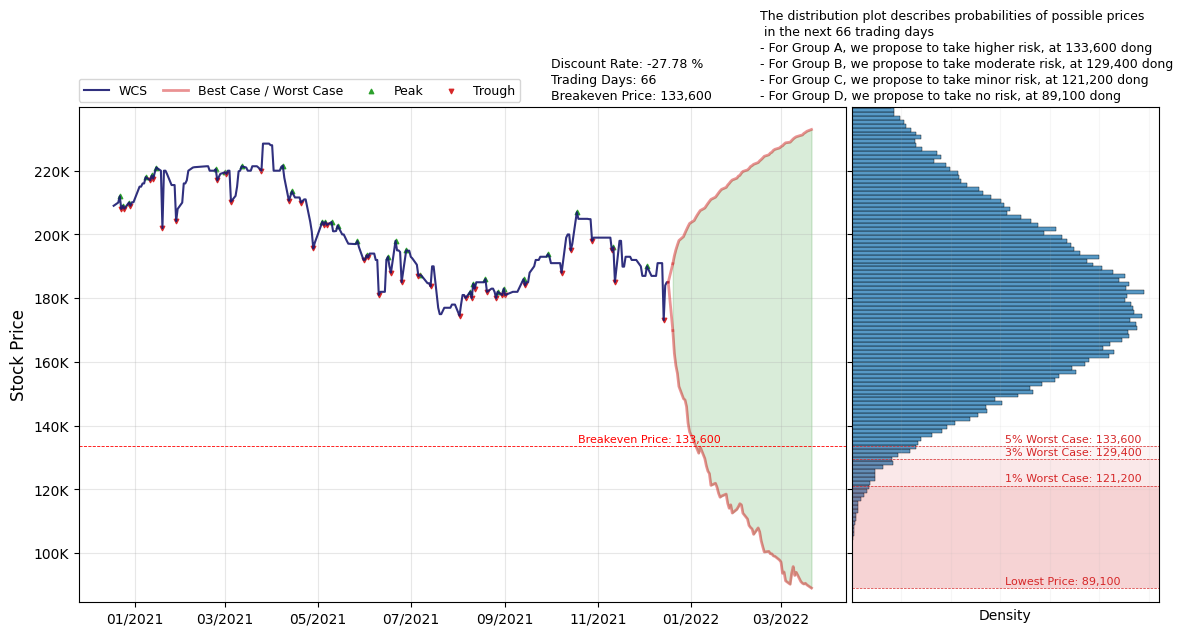 The distribution plot describes probabilities of possible prices
in the next 66 trading days
- For Group A, we propose to take higher risk, at 133,600 dong
- For Group B, we propose to take moderate risk, at 129,400 dong
- For Group C, we propose to take minor risk, at 121,200 dong
- For Group D, we propose to take no risk, at 89,100 dong
Discount Rate: -27.78 %
Trading Days: 66
Breakeven Price: 133,600
WCS
Best Case / Worst Case
Peak
Trough
Stock Price
220K
200K
180K
160K
140K
120K
100K
Breakeven Price: 133,600
5% Worst Case: 133,600
3% Worst Case: 129,400
1% Worst Case: 121,200
Lowest Price: 89,100
01/2021
03/2021
05/2021
07/2021
09/2021
11/2021
01/2022
03/2022
Density